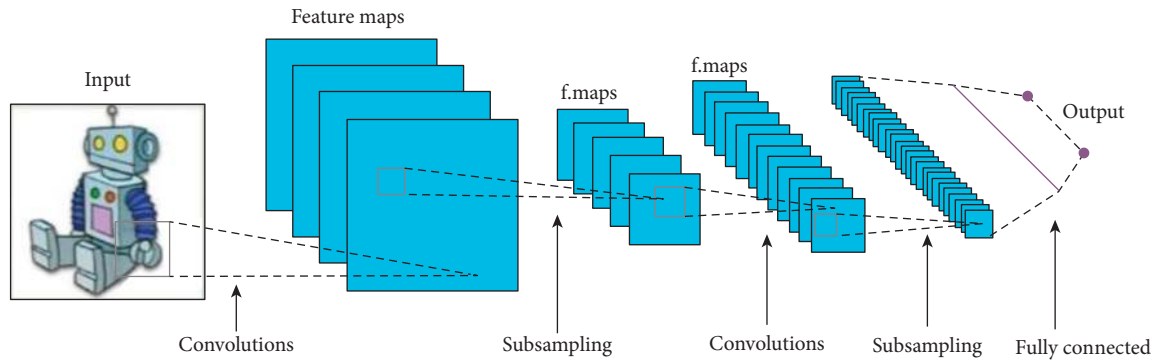 Feature maps
Input
f.maps
f.maps
Output
Convolutions
Subsampling
Convolutions
Subsampling
Fully connected